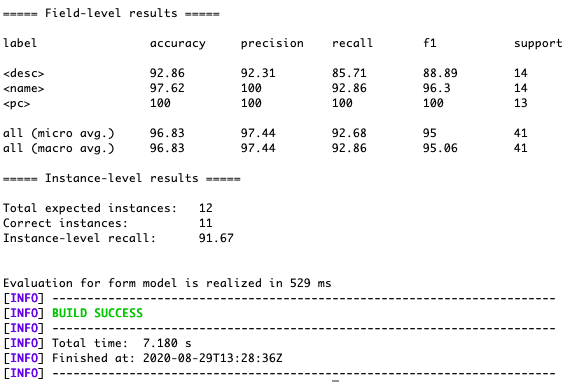 ===== Field-level results =====
label accuracy precision recall f1 support
<desc> 92.86 92.31 85.71 88.89 14
<name> 97.62 100 92.86 96.3 14
<pc> 100 100 100 100 13
all (micro avg.) 96.83 97.44 92.68 95 41
all (macro avg.) 96.83 97.44 92.86 95.06 41
===== Instance-level results =====
Total expected instances: 12
Correct instances: 11
Instance-level recall: 91.67
Evaluation for form model is realized in 529 ms
[INFO] ------------------------------------------------------------------------
[INFO] BUILD SUCCESS
[INFO] ------------------------------------------------------------------------
[INFO] Total time: 7.180 s
[INFO] Finished at: 2020-08-29T13:28:36Z
[INFO] ------------------------------------------------------------------------